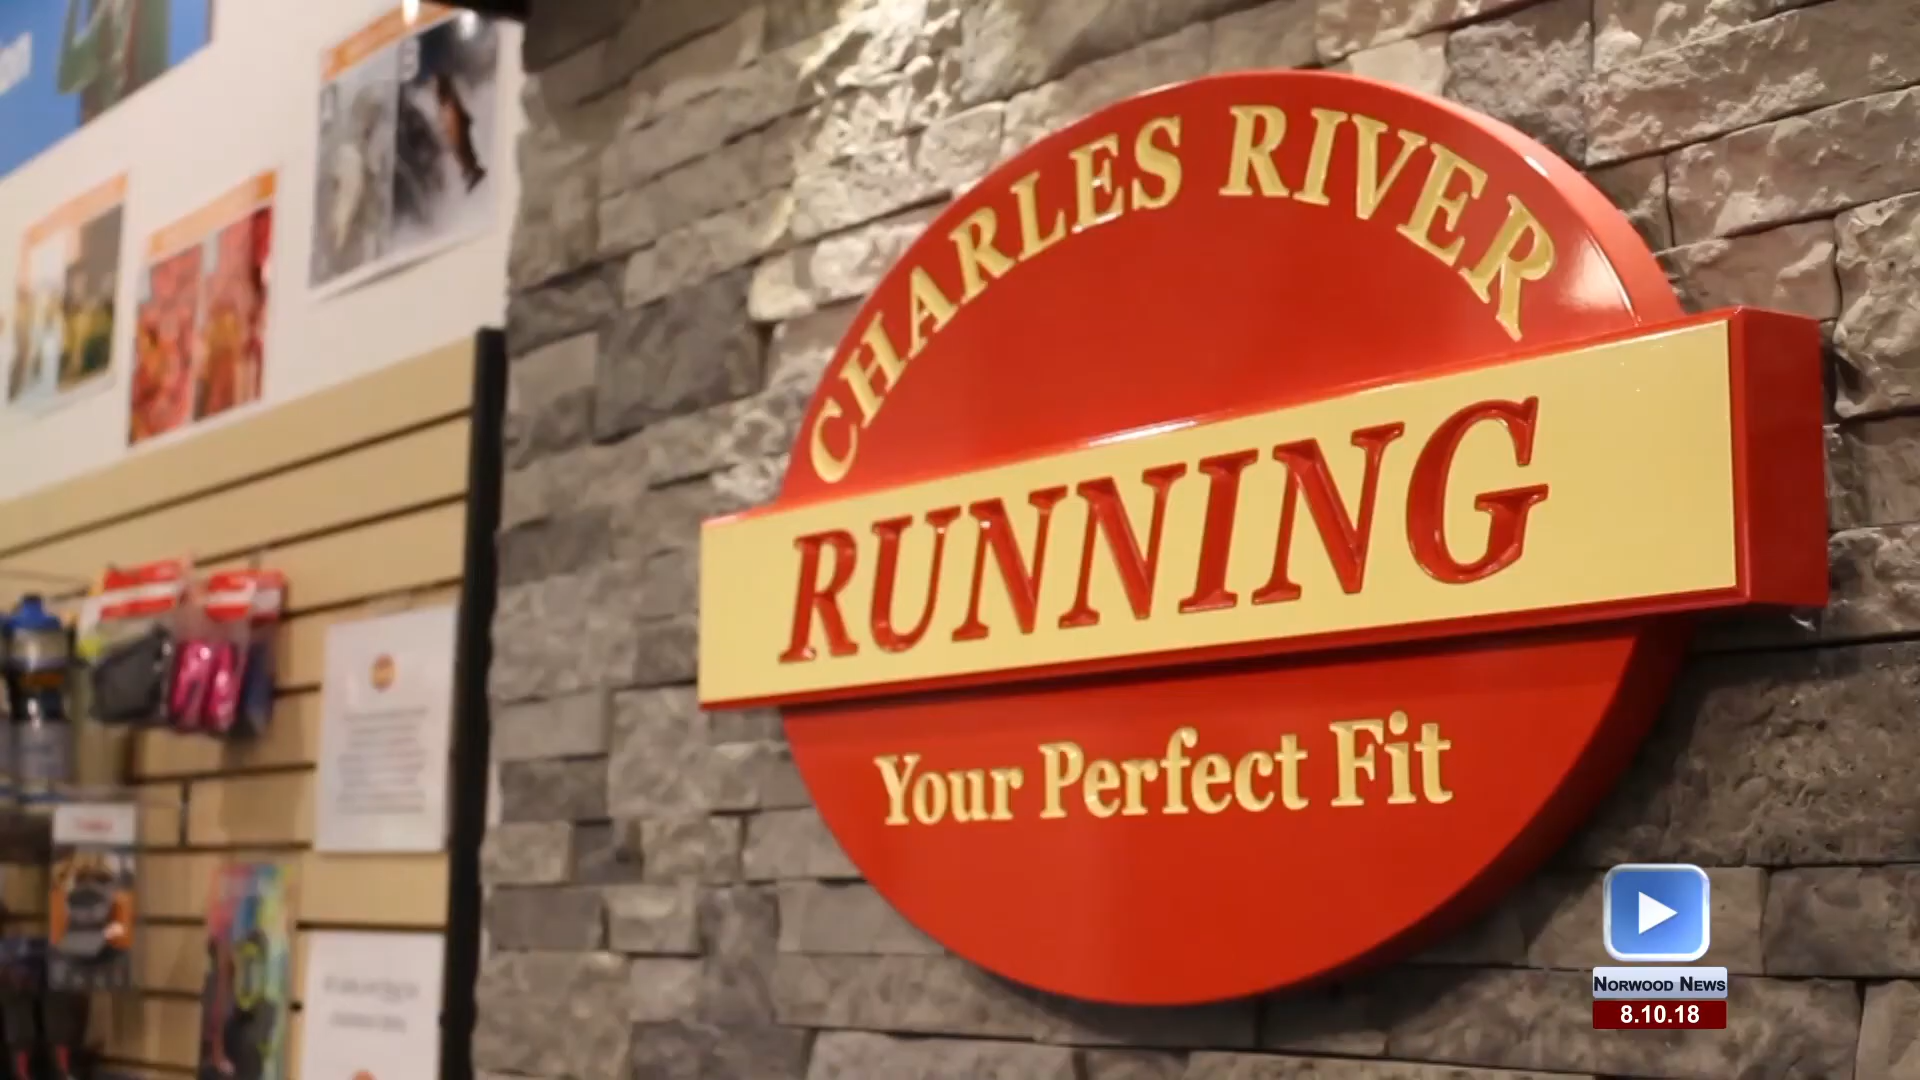 CHARLES RIVER
RUNNING
Your Perfect Fit
NORWOOD NEWS
8.10.18